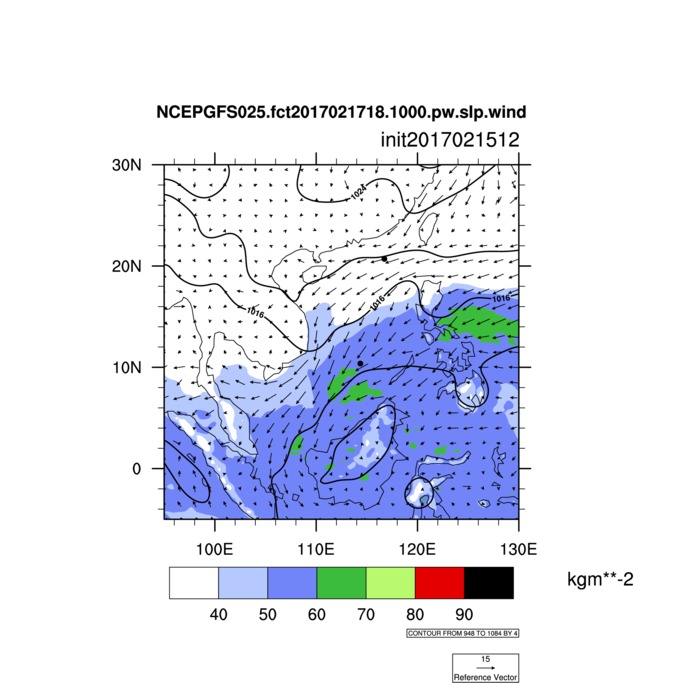 NCEPGFS025.fct2017021718.1000.pw.slp.wind
init2017021512
30N
1024
20N
1016
1016
1016
10N
0
100E 110E 120E 130E
kgm**-2
40 50 60 70 80 90
CONTOUR FROM 948 TO 1084 BY 4
15
Reference Vector